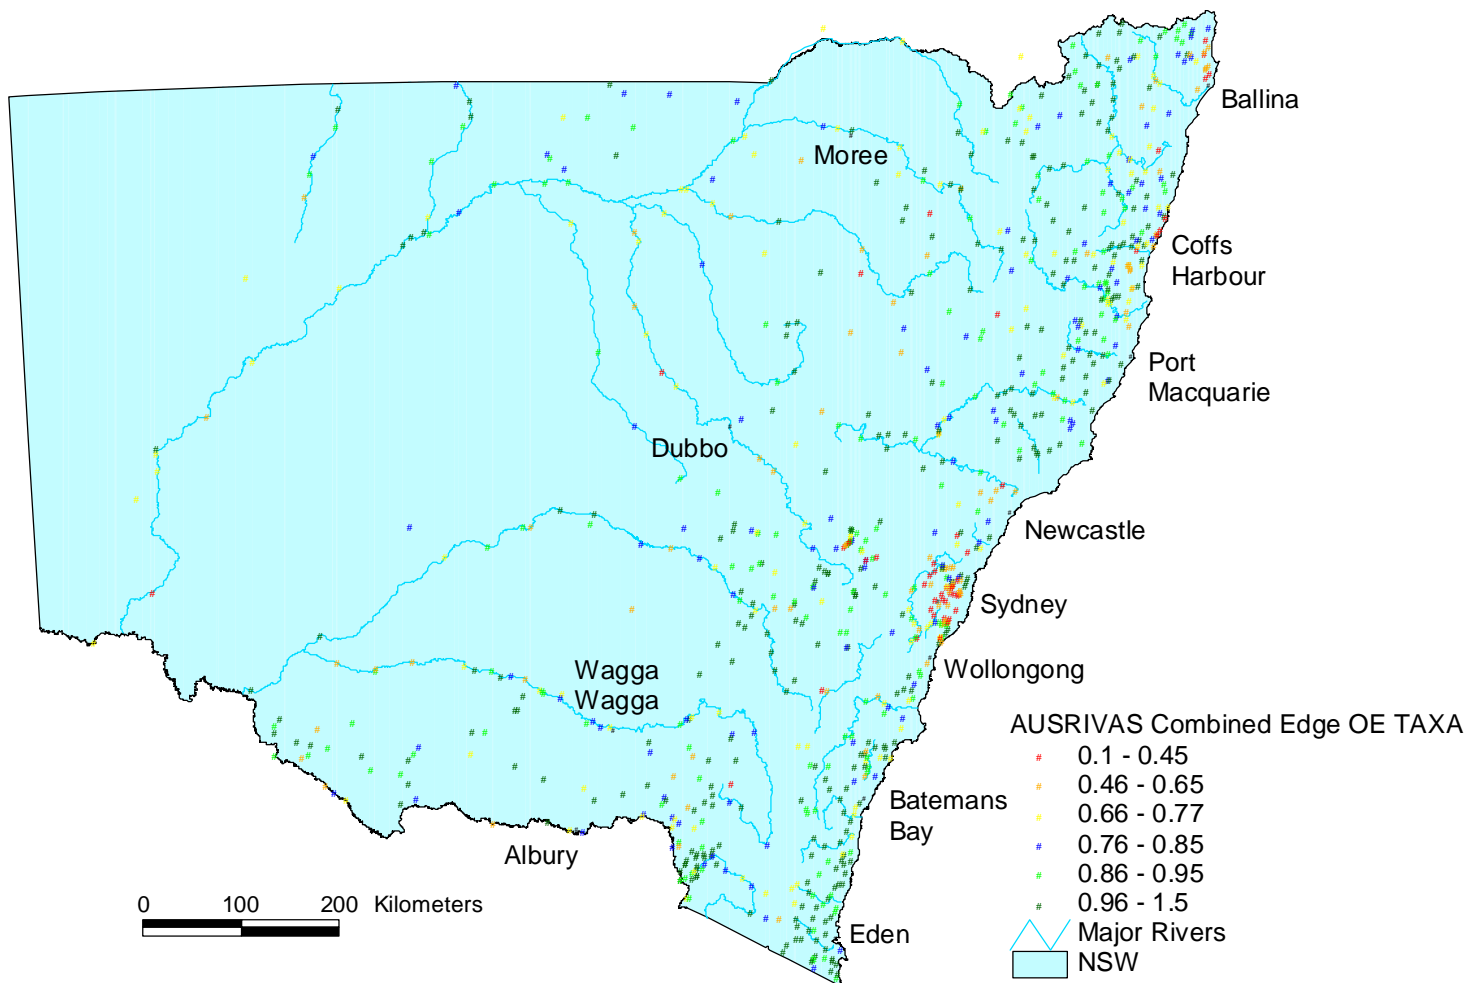 Ballina
Moree
Coffs
Harbour
Port
Macquarie
Dubbo
Newcastle
Sydney
Wollongong
Wagga
Wagga
AUSRIVAS Combined Edge OE TAXA
# 0.1 - 0.45
# 0.46 - 0.65
# 0.66 - 0.77
# 0.76 - 0.85
# 0.86 - 0.95
# 0.96 - 1.5
Major Rivers
NSW
Batemans
Bay
Albury
0 100 200 Kilometers
Eden